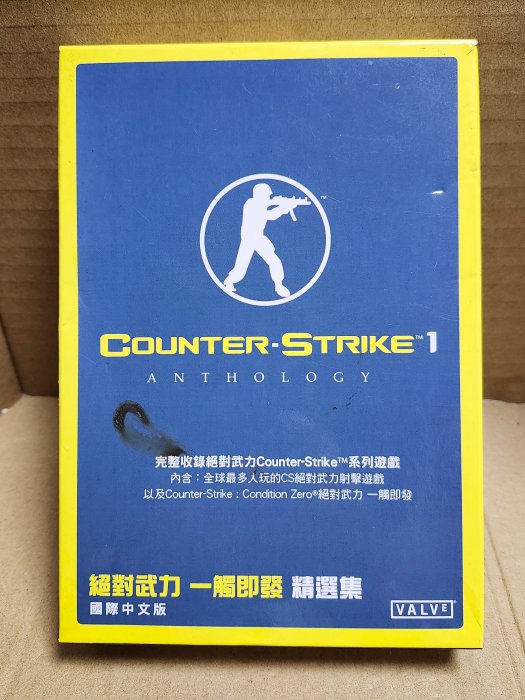 ™
COUNTER-STRIKE™ 1
ANTHOLOGY
完整收錄絕對武力Counter-Strike™系列遊戲
內含：全球最多人玩的CS絕對武力射擊遊戲
以及Counter-Strike：Condition Zero®絕對武力 一觸即發
絕對武力 一觸即發 精選集
國際中文版
VALVE®